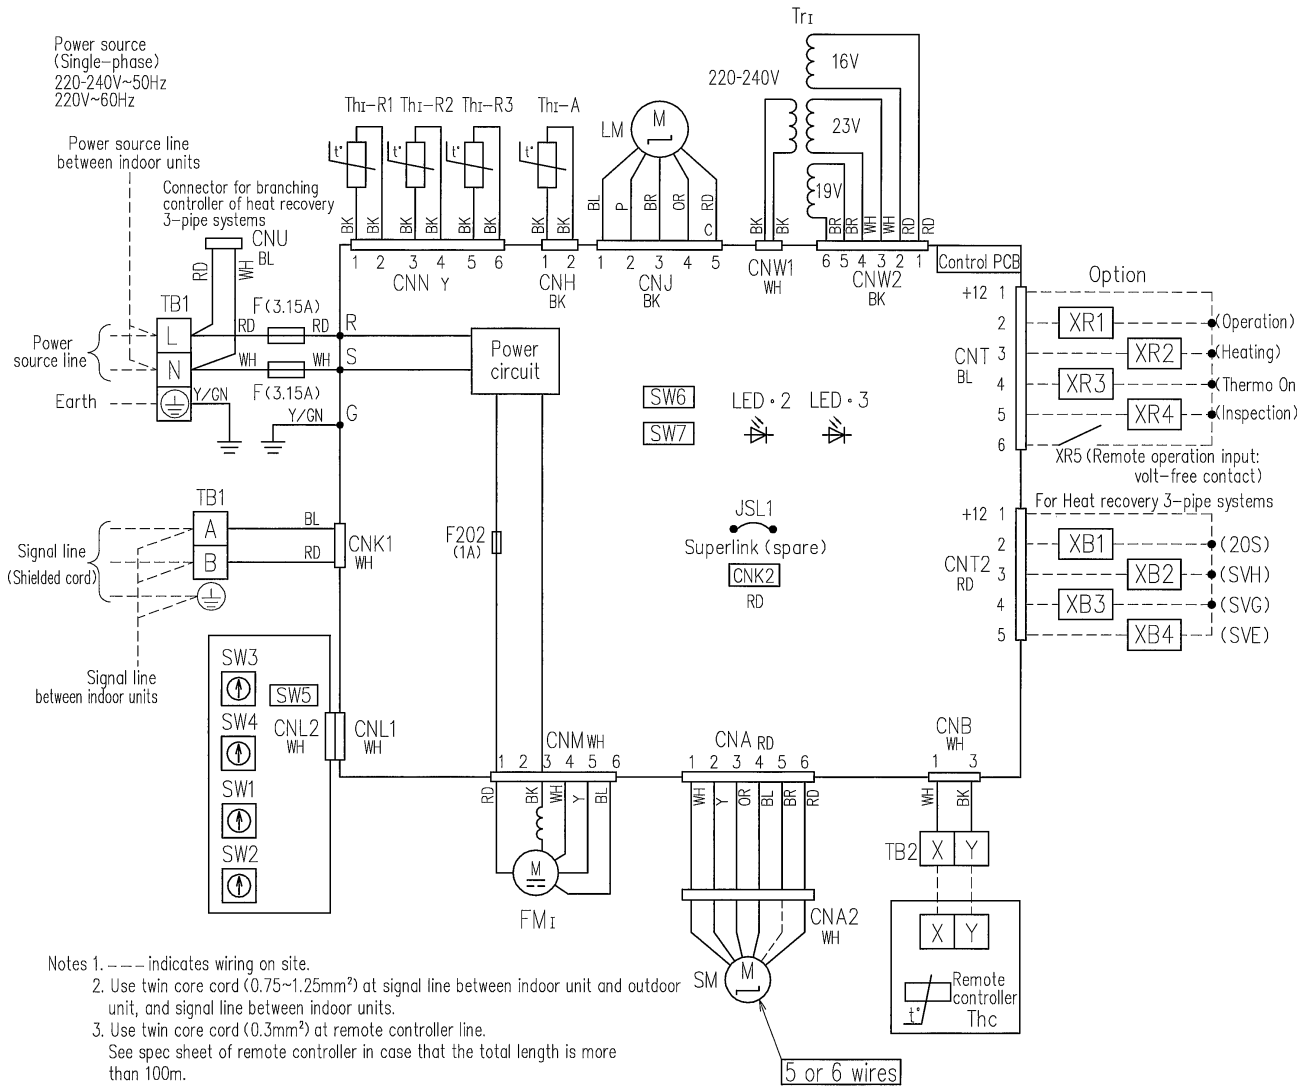 Power source
(Single-phase)
220-240V~50Hz
220V~60Hz
Power source line
between indoor units
Connector for branching
controller of heat recovery
3-pipe systems
CNU
BL
RD
WH
TB1
L
N
Power
source line
Earth
Y/GN
F(3.15A)
RD
RD
WH
WH
F(3.15A)
Y/GN
R
S
G
ThI-R1
ThI-R2
ThI-R3
ThI-A
t°
t°
t°
t°
BK
BK
BK
BK
BK
BK
BK
BK
1 2 3 4 5 6
CNN Y
1 2
CNH
BK
LM
M
BL
P
BR
OR
RD
C
1 2 3 4 5
CNJ
BK
TrI
220-240V
16V
23V
19V
BK
BK
CNW1
WH
BR
BR
WH
WH
RD
RD
6 5 4 3 2 1
CNW2
BK
Control PCB
Option
+12 1
2
3
4
5
6
CNT
BL
XR1
XR2
XR3
XR4
(Operation)
(Heating)
(Thermo On
(Inspection)
XR5 (Remote operation input:
volt-free contact)
For Heat recovery 3-pipe systems
+12 1
2
3
4
5
CNT2
RD
XB1
XB2
XB3
XB4
(20S)
(SVH)
(SVG)
(SVE)
Power
circuit
SW6
SW7
LED・2
LED・3
JSL1
Superlink (spare)
CNK2
RD
F202
(1A)
TB1
A
B
BL
RD
CNK1
WH
Signal line
(Shielded cord)
Signal line
between indoor units
SW3
SW4
SW1
SW2
SW5
CNL2
WH
CNL1
WH
CNM WH
1 2 3 4 5 6
RD
BK
WH
Y
BL
M
FMI
CNA RD
1 2 3 4 5 6
WH
Y
OR
BL
BR
RD
CNA2
WH
SM
M
5 or 6 wires
CNB
WH
1 3
WH
BK
TB2
X Y
X Y
Remote
controller
Thc
t°
Notes 1. --- indicates wiring on site.
2. Use twin core cord (0.75~1.25mm²) at signal line between indoor unit and outdoor
unit, and signal line between indoor units.
3. Use twin core cord (0.3mm²) at remote controller line.
See spec sheet of remote controller in case that the total length is more
than 100m.